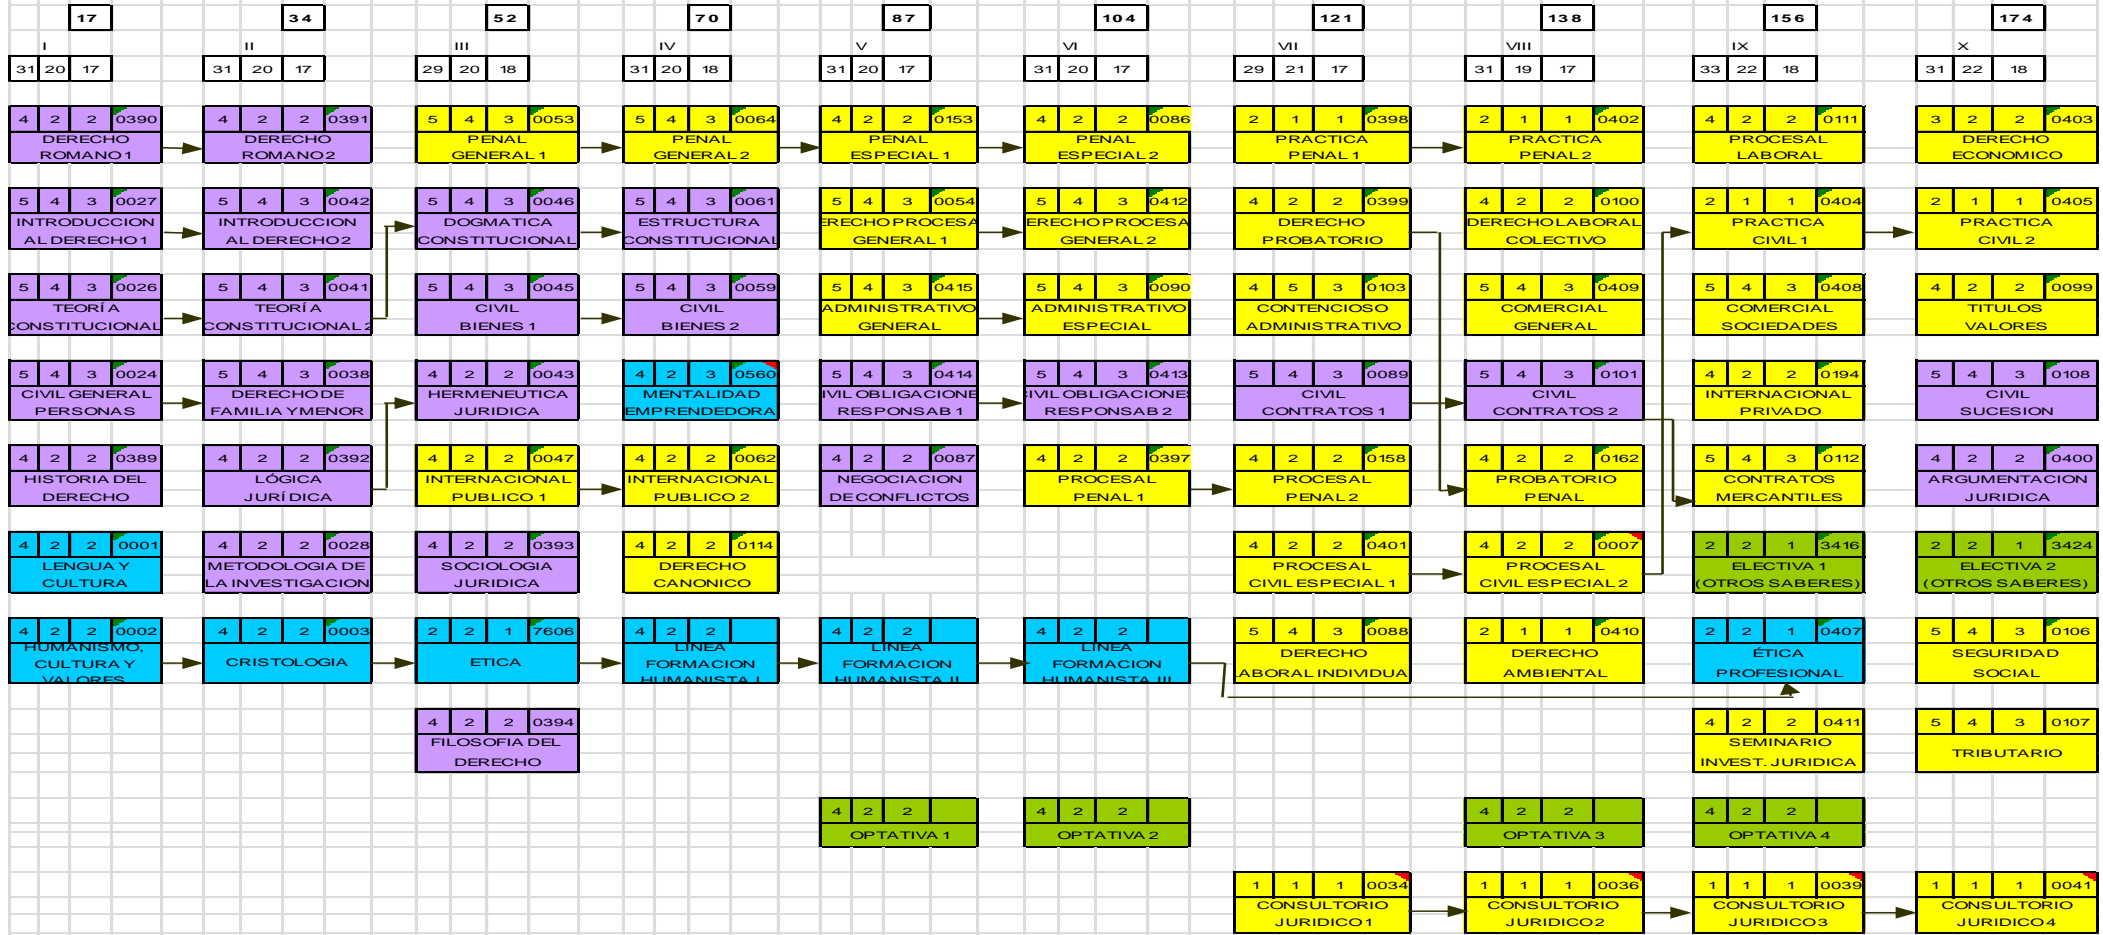 17 34 52 70 87 104 121 138 156 174
I II III IV V VI VII VIII IX X
31 20 17 31 20 17 29 20 18 31 20 18 31 20 17 31 20 17 29 21 17 31 19 17 33 22 18 31 22 18
4 2 2 0390 4 2 2 0391 5 4 3 0053 5 4 3 0064 4 2 2 0153 4 2 2 0086 2 1 1 0398 2 1 1 0402 4 2 2 0111 3 2 2 0403
DERECHO DERECHO PENAL PENAL PENAL PENAL PRACTICA PRACTICA PROCESAL DERECHO
ROMANO 1 ROMANO 2 GENERAL 1 GENERAL 2 ESPECIAL 1 ESPECIAL 2 PENAL 1 PENAL 2 LABORAL ECONOMICO
5 4 3 0027 5 4 3 0042 5 4 3 0046 5 4 3 0061 5 4 3 0054 5 4 3 0412 4 2 2 0399 4 2 2 0100 2 1 1 0404 2 1 1 0405
INTRODUCCION INTRODUCCION DOGMATICA ESTRUCTURA ERECHO PROCESA ERECHO PROCESA DERECHO DERECHO LABORAL PRACTICA PRACTICA
AL DERECHO 1 AL DERECHO 2 CONSTITUCIONAL CONSTITUCIONAL GENERAL 1 GENERAL 2 PROBATORIO COLECTIVO CIVIL 1 CIVIL 2
5 4 3 0026 5 4 3 0041 5 4 3 0045 5 4 3 0059 5 4 3 0415 5 4 3 0090 4 5 3 0103 5 4 3 0409 5 4 3 0408 4 2 2 0099
TEORÍA TEORÍA CIVIL CIVIL ADMINISTRATIVO ADMINISTRATIVO CONTENCIOSO COMERCIAL COMERCIAL TITULOS
CONSTITUCIONAL CONSTITUCIONAL 2 BIENES 1 BIENES 2 GENERAL ESPECIAL ADMINISTRATIVO GENERAL SOCIEDADES VALORES
5 4 3 0024 5 4 3 0038 4 2 2 0043 4 2 3 0560 5 4 3 0414 5 4 3 0413 5 4 3 0089 5 4 3 0101 4 2 2 0194 5 4 3 0108
CIVIL GENERAL DERECHO DE HERMENEUTICA MENTALIDAD IVIL OBLIGACIONE IVIL OBLIGACIONE CIVIL CIVIL INTERNACIONAL CIVIL
PERSONAS FAMILIA Y MENOR JURIDICA EMPRENDEDORA RESPONSAB 1 RESPONSAB 2 CONTRATOS 1 CONTRATOS 2 PRIVADO SUCESION
4 2 2 0389 4 2 2 0392 4 2 2 0047 4 2 2 0062 4 2 2 0087 4 2 2 0397 4 2 2 0158 4 2 2 0162 5 4 3 0112 4 2 2 0400
HISTORIA DEL LÓGICA INTERNACIONAL INTERNACIONAL NEGOCIACION PROCESAL PROCESAL PROBATORIO CONTRATOS ARGUMENTACION
DERECHO JURÍDICA PUBLICO 1 PUBLICO 2 DE CONFLICTOS PENAL 1 PENAL 2 PENAL MERCANTILES JURIDICA
4 2 2 0001 4 2 2 0028 4 2 2 0393 4 2 2 0114 4 2 2 0401 4 2 2 0007 2 2 1 3416 2 2 1 3424
LENGUA Y METODOLOGIA DE SOCIOLOGIA DERECHO PROCESAL PROCESAL ELECTIVA 1 ELECTIVA 2
CULTURA LA INVESTIGACION JURIDICA CANONICO CIVIL ESPECIAL 1 CIVIL ESPECIAL 2 (OTROS SABERES) (OTROS SABERES)
4 2 2 0002 4 2 2 0003 2 2 1 7606 4 2 2 4 2 2 4 2 2 5 4 3 0088 2 1 1 0410 2 2 1 0407 5 4 3 0106
HUMANISMO, LINEA LINEA LINEA DERECHO DERECHO ÉTICA SEGURIDAD
CULTURA Y CRISTOLOGIA ETICA FORMACION FORMACION FORMACION ABORAL INDIVIDUA AMBIENTAL PROFESIONAL SOCIAL
VALORES HUMANISTA I HUMANISTA II HUMANISTA III
4 2 2 0394 4 2 2 0411 5 4 3 0107
FILOSOFIA DEL SEMINARIO TRIBUTARIO
DERECHO INVEST. JURIDICA
4 2 2 4 2 2 4 2 2 4 2 2
OPTATIVA 1 OPTATIVA 2 OPTATIVA 3 OPTATIVA 4
1 1 1 0034 1 1 1 0036 1 1 1 0039 1 1 1 0041
CONSULTORIO CONSULTORIO CONSULTORIO CONSULTORIO
JURIDICO 1 JURIDICO 2 JURIDICO 3 JURIDICO 4